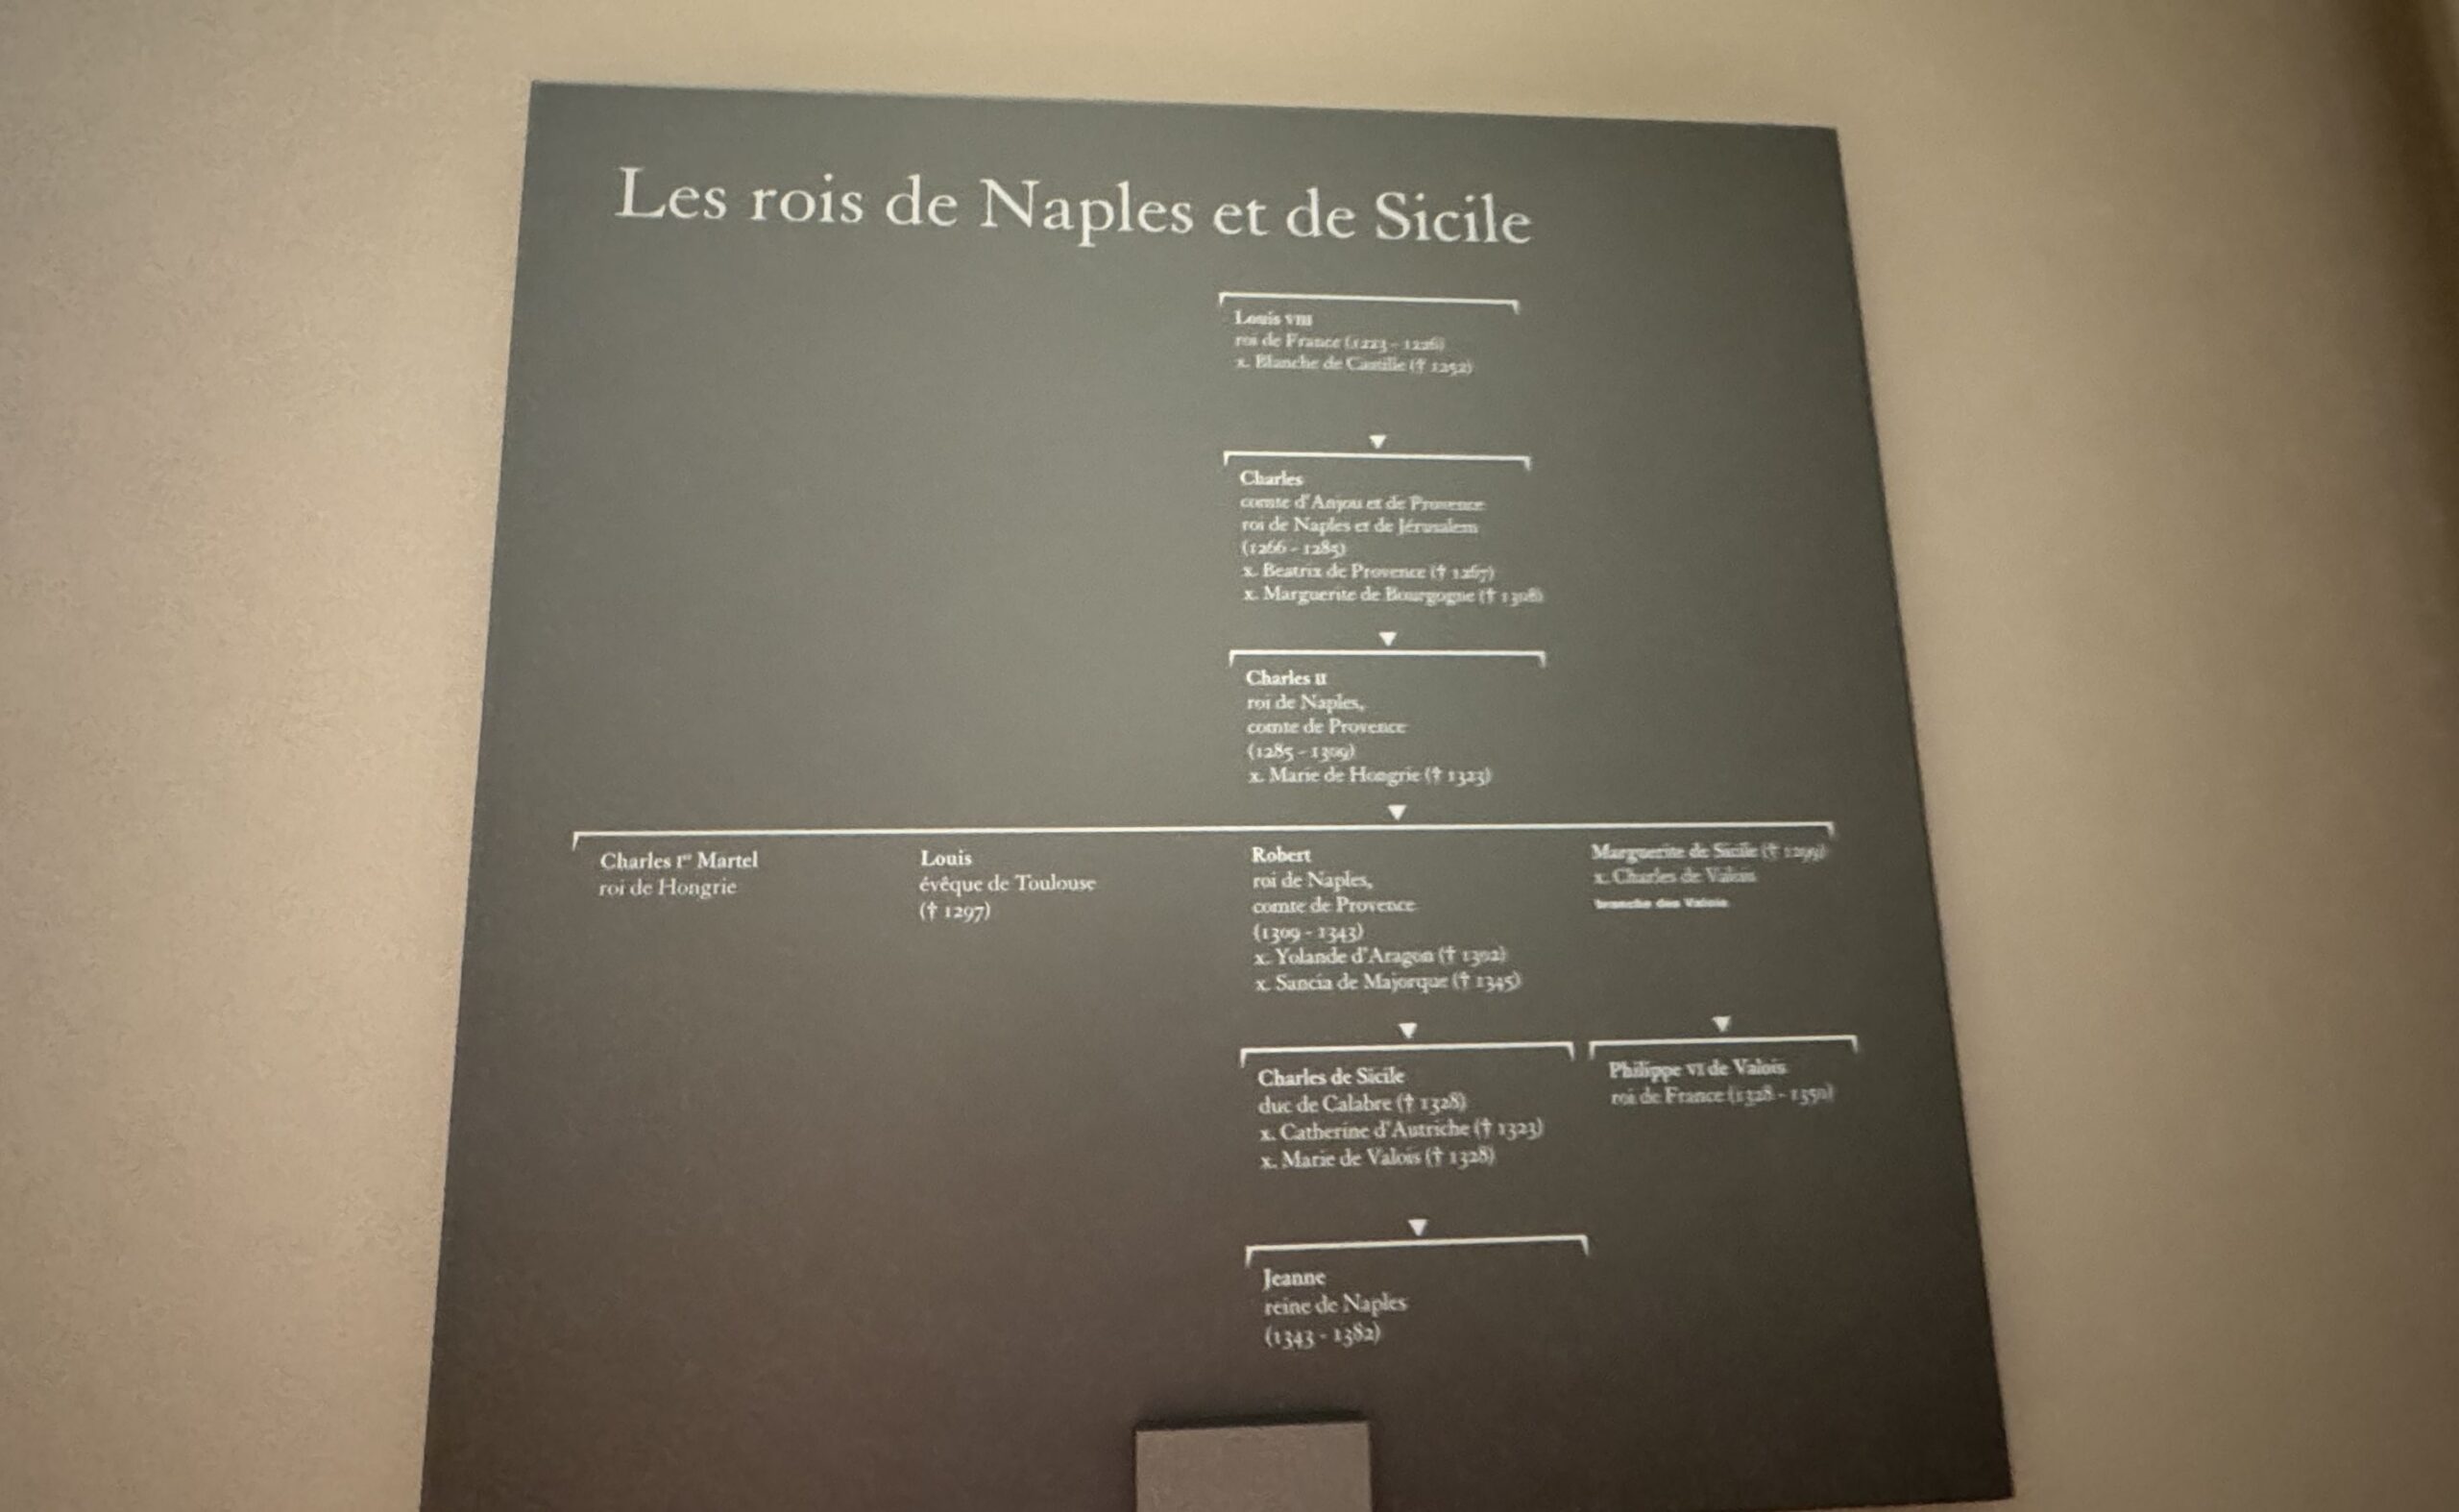 Les rois de Naples et de Sicile
Louis VIII
roi de France (1223 - 1226)
x. Blanche de Castille († 1252)
Charles
comte d'Anjou et de Provence
roi de Naples et de Jérusalem
(1266 - 1285)
x. Beatrix de Provence († 1267)
x. Marguerite de Bourgogne († 1308)
Charles II
roi de Naples,
comte de Provence
(1285 - 1309)
x. Marie de Hongrie († 1323)
Charles Iᵉʳ Martel
roi de Hongrie
Louis
évêque de Toulouse
(† 1297)
Robert
roi de Naples,
comte de Provence
(1309 - 1343)
x. Yolande d'Aragon († 1302)
x. Sancia de Majorque († 1345)
Marguerite de Sicile († 1299)
x. Charles de Valois
branche des Valois
Charles de Sicile
duc de Calabre († 1328)
x. Catherine d'Autriche († 1323)
x. Marie de Valois († 1328)
Philippe VI de Valois
roi de France (1328 - 1350)
Jeanne
reine de Naples
(1343 - 1382)